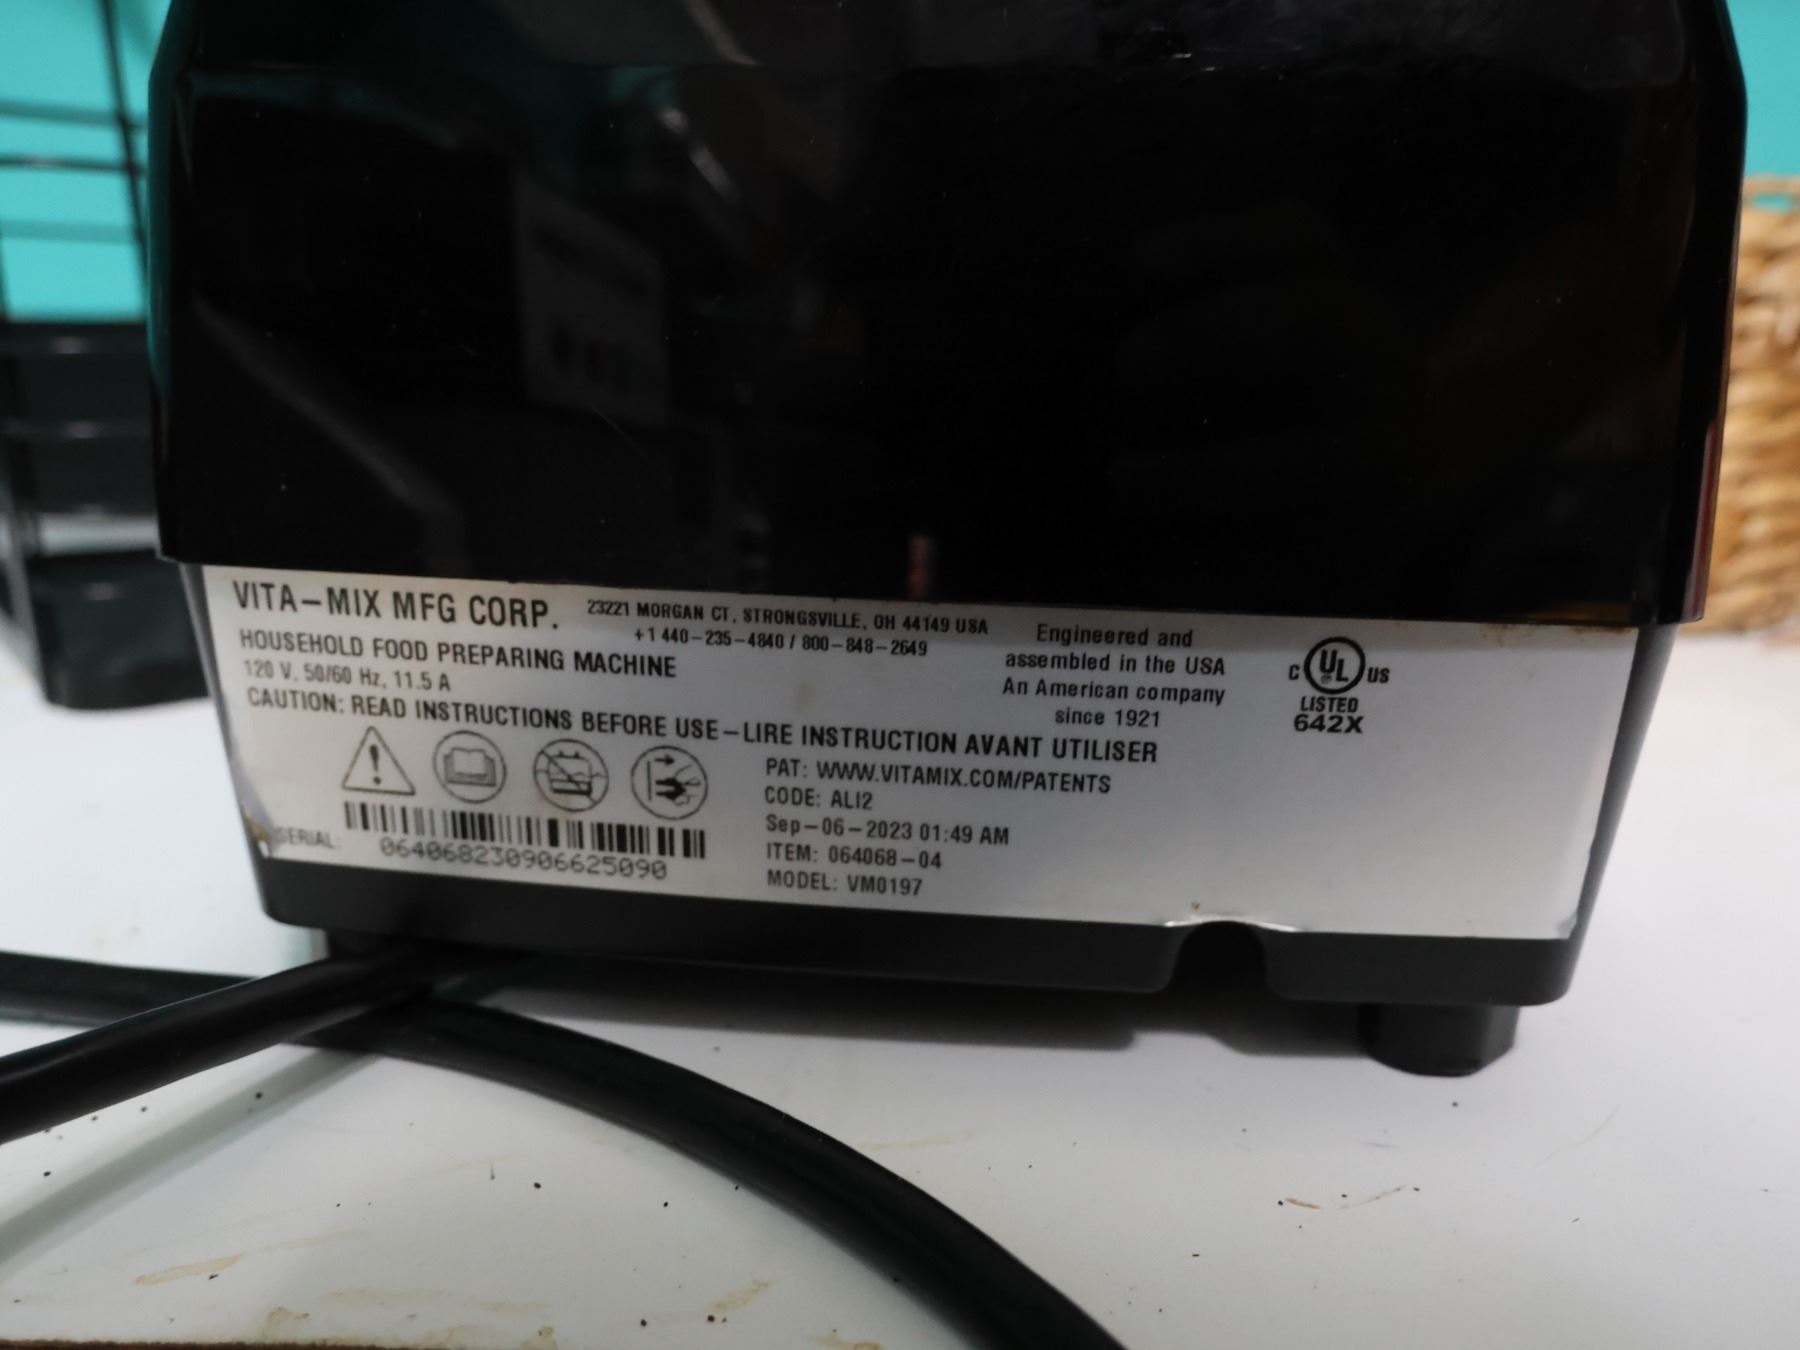 VITA-MIX MFG CORP.
23221 MORGAN CT, STRONGSVILLE, OH 44149 USA
+1 440-235-4840 / 800-848-2649
HOUSEHOLD FOOD PREPARING MACHINE
120 V, 50/60 Hz, 11.5 A
CAUTION: READ INSTRUCTIONS BEFORE USE-LIRE INSTRUCTION AVANT UTILISER
Engineered and
assembled in the USA
An American company
since 1921
C UL US
LISTED
642X
PAT: WWW.VITAMIX.COM/PATENTS
CODE: ALI2
Sep-06-2023 01:49 AM
ITEM: 064068-04
MODEL: VM0197
SERIAL: 064068230906625090